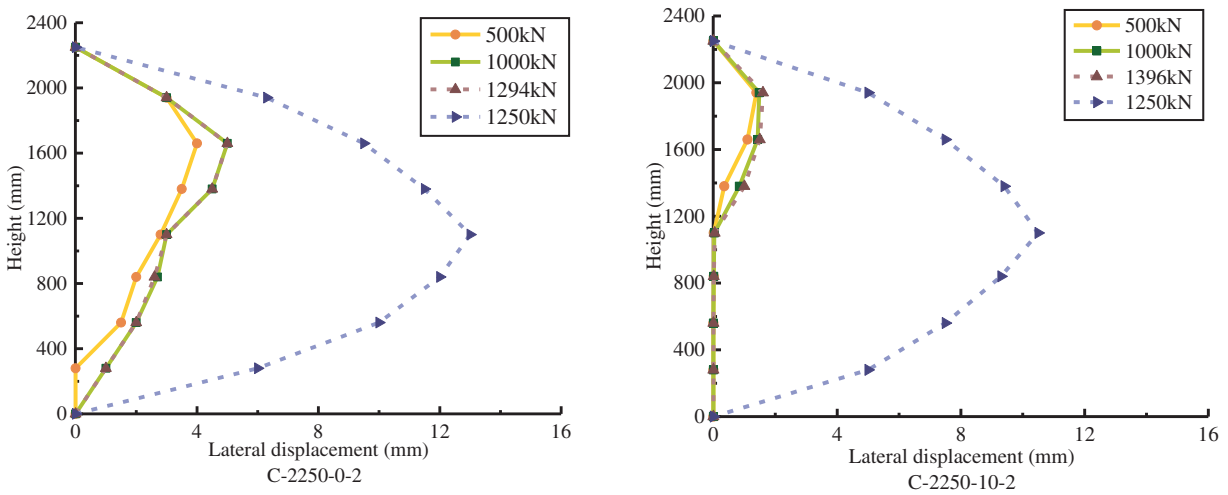 2400
2000
1600
1200
800
400
0
Height (mm)
500kN
1000kN
1294kN
1250kN
0 4 8 12 16
Lateral displacement (mm)
C-2250-0-2
2400
2000
1600
1200
800
400
0
Height (mm)
500kN
1000kN
1396kN
1250kN
0 4 8 12 16
Lateral displacement (mm)
C-2250-10-2